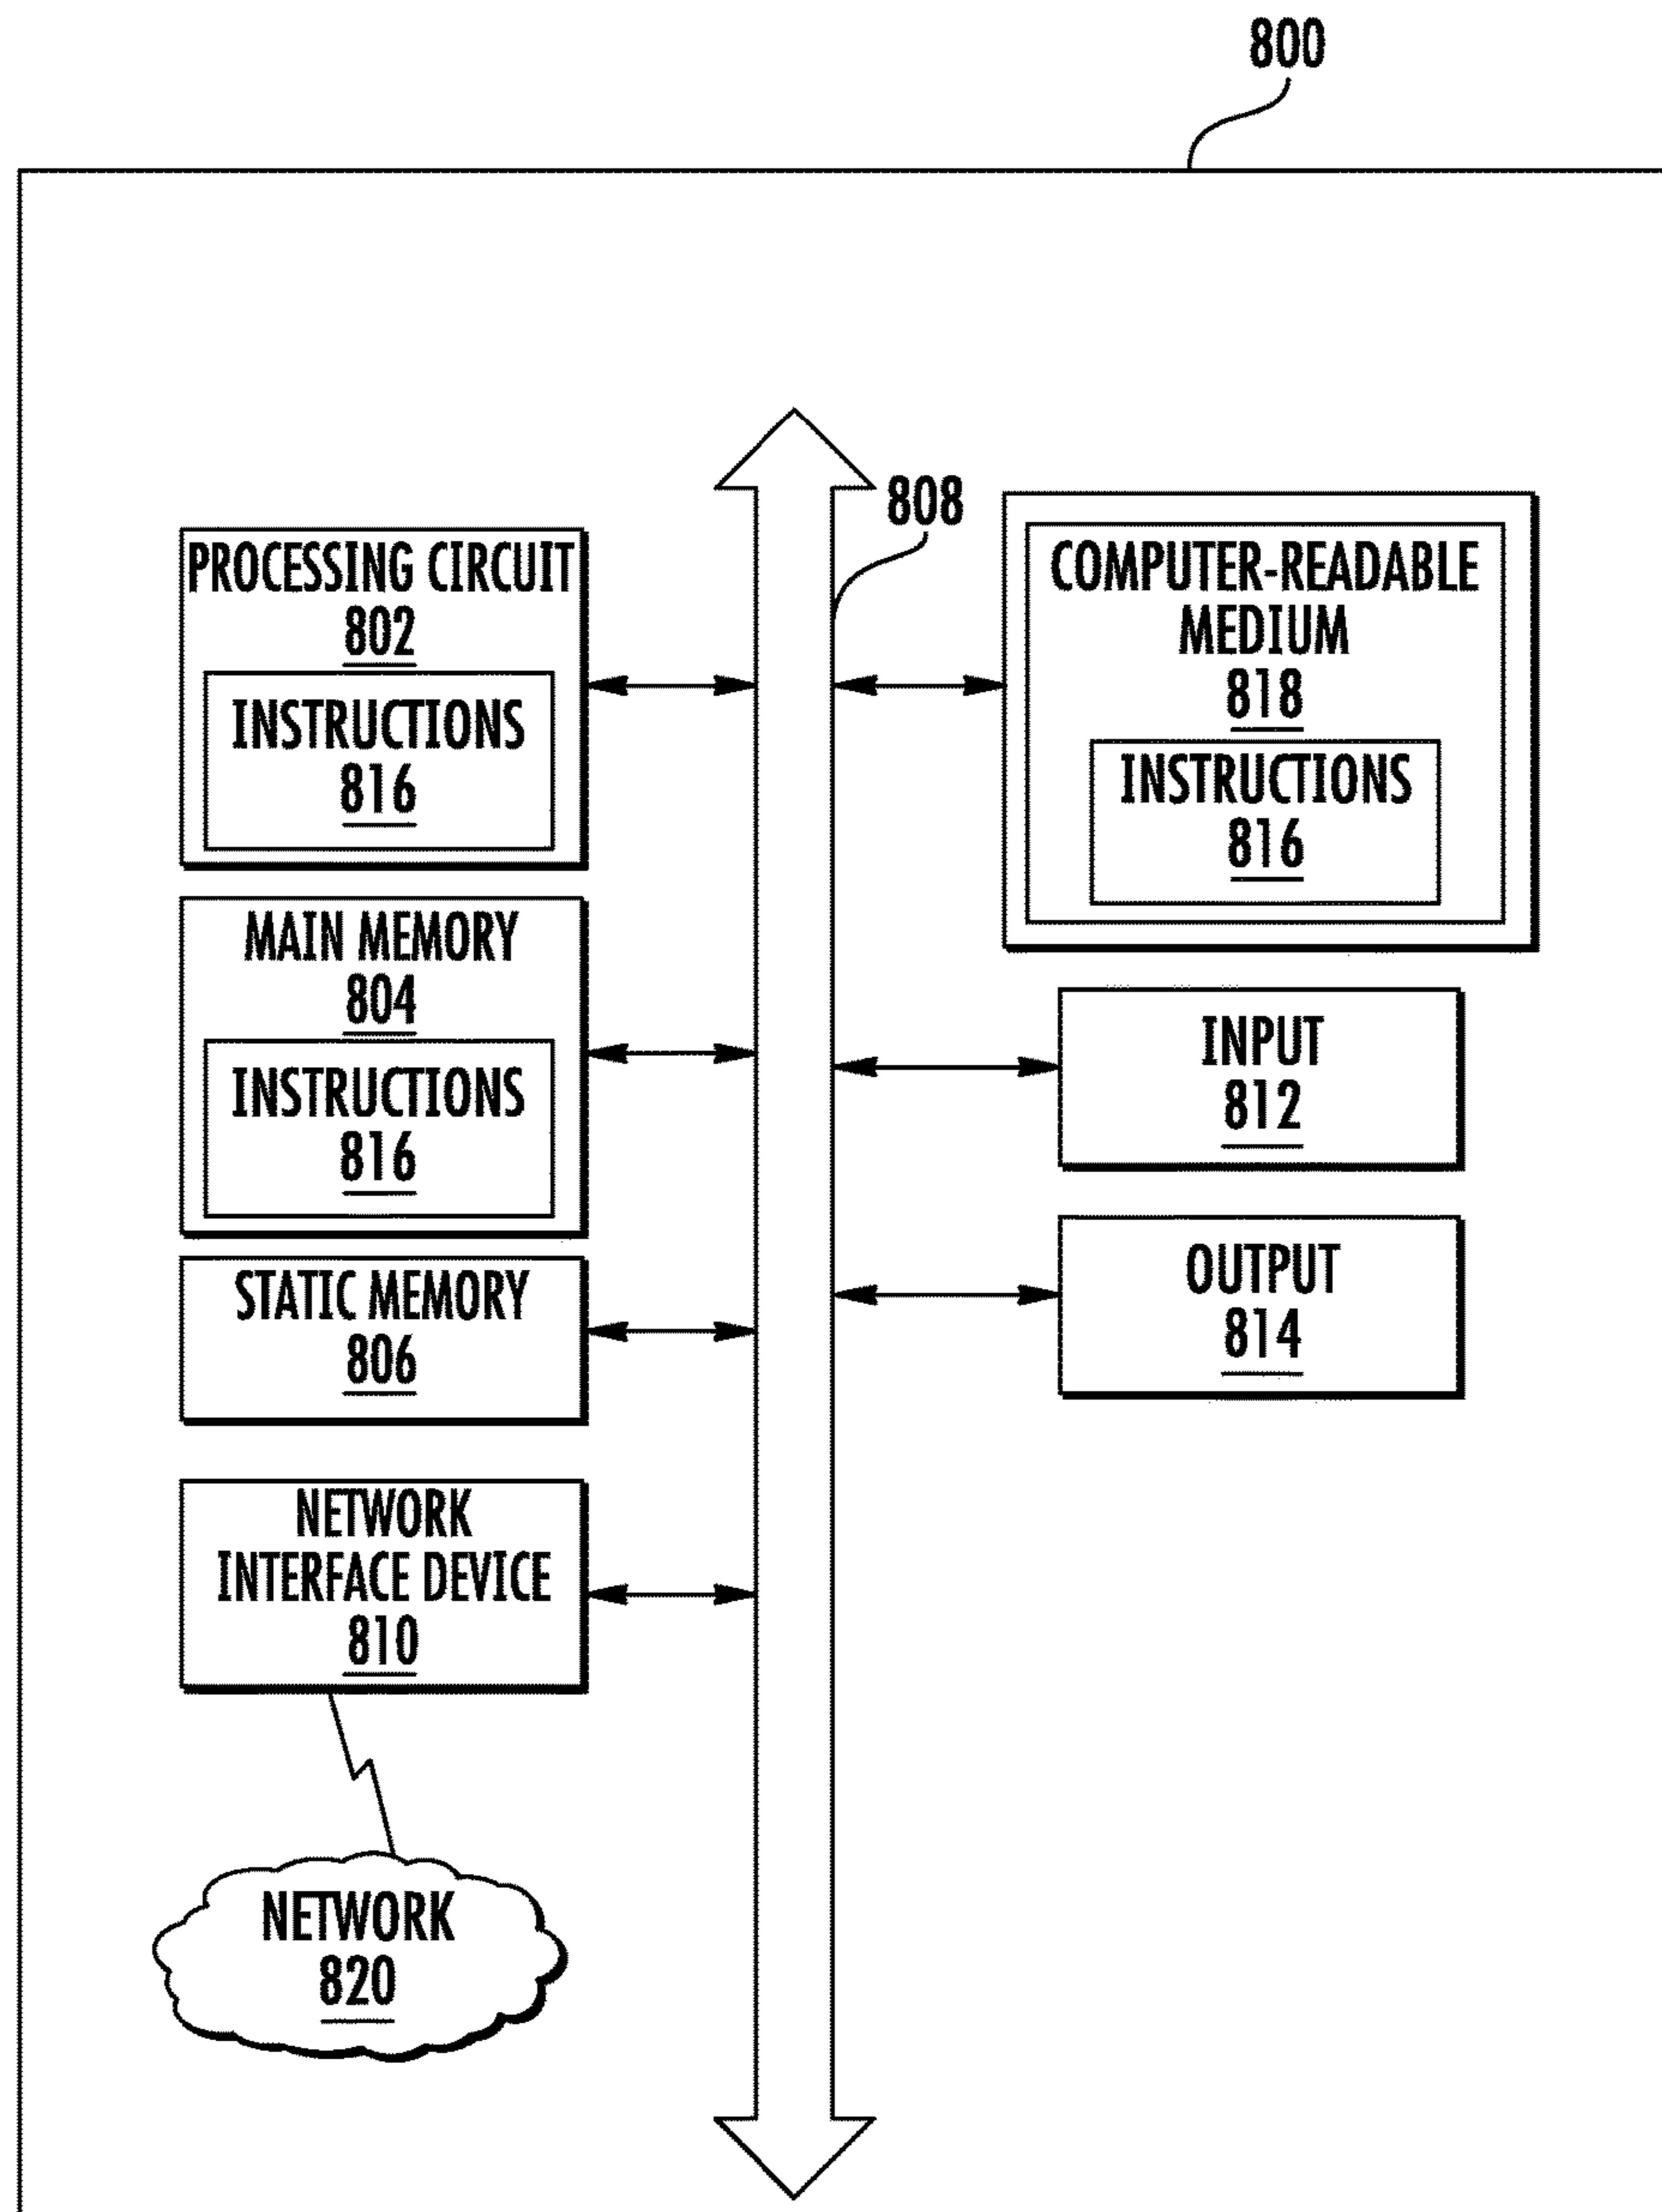 800
808
PROCESSING CIRCUIT
802
INSTRUCTIONS
816
MAIN MEMORY
804
INSTRUCTIONS
816
STATIC MEMORY
806
NETWORK
INTERFACE DEVICE
810
NETWORK
820
COMPUTER-READABLE
MEDIUM
818
INSTRUCTIONS
816
INPUT
812
OUTPUT
814